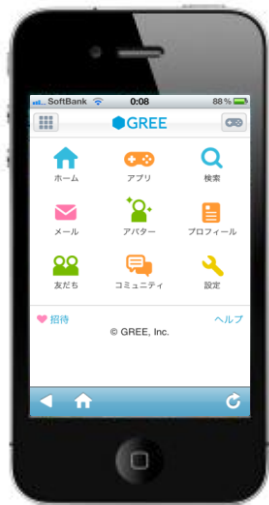 SoftBank 0:08 88%
GREE
ホーム アプリ 検索
メール アバター プロフィール
友だち コミュニティ 設定
招待 ヘルプ
© GREE, Inc.